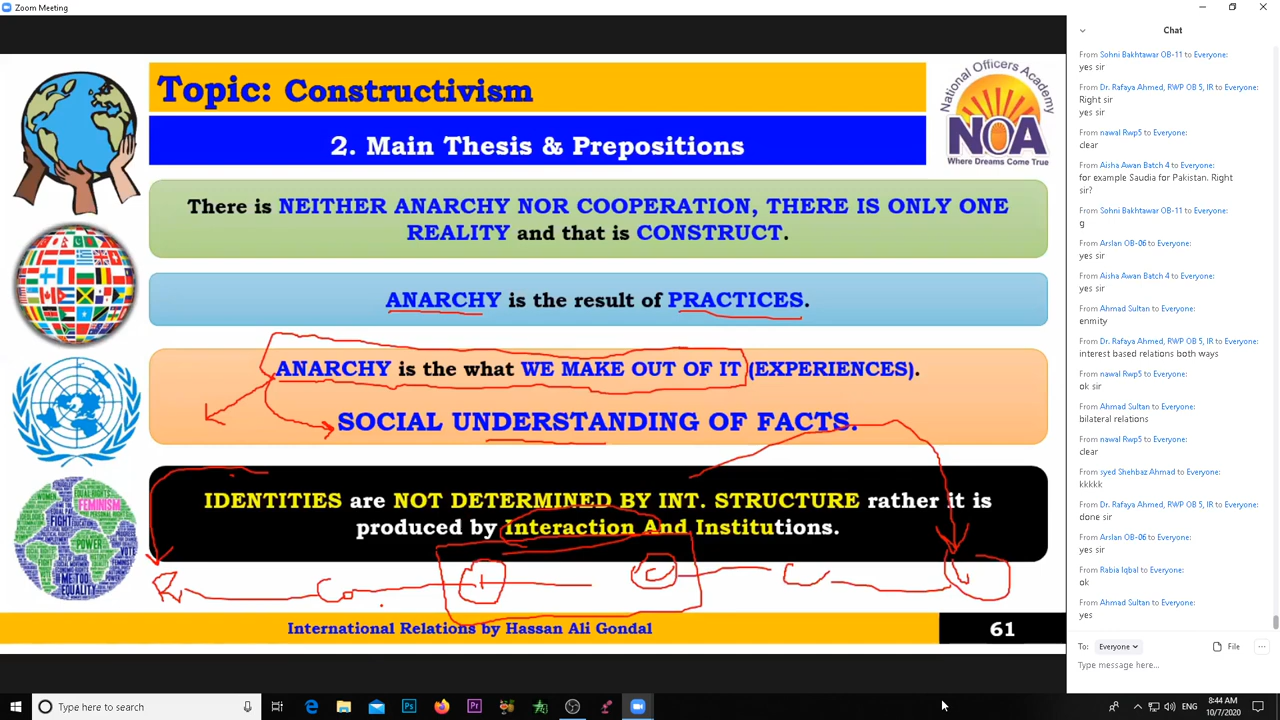 Zoom Meeting
Topic: Constructivism
National Officers Academy
NOA
Where Dreams Come True
2. Main Thesis & Prepositions
There is NEITHER ANARCHY NOR COOPERATION, THERE IS ONLY ONE
REALITY and that is CONSTRUCT.
ANARCHY is the result of PRACTICES.
ANARCHY is the what WE MAKE OUT OF IT (EXPERIENCES).
SOCIAL UNDERSTANDING OF FACTS.
IDENTITIES are NOT DETERMINED BY INT. STRUCTURE rather it is
produced by Interaction And Institutions.
FEMINISM
FIGHT
EDUCATION
POWER
ME TOO
EQUALITY
VOTE
International Relations by Hassan Ali Gondal
61
Chat
From Sohni Bakhtawar OB-11 to Everyone:
yes sir
From Dr. Rafaya Ahmed, RWP OB 5, IR to Everyone:
Right sir
yes sir
From nawal Rwp5 to Everyone:
clear
From Aisha Awan Batch 4 to Everyone:
for example Saudia for Pakistan. Right
sir?
From Sohni Bakhtawar OB-11 to Everyone:
g
From Arslan OB-06 to Everyone:
yes sir
From Aisha Awan Batch 4 to Everyone:
yes sir
From Ahmad Sultan to Everyone:
enmity
From Dr. Rafaya Ahmed, RWP OB 5, IR to Everyone:
interest based relations both ways
From nawal Rwp5 to Everyone:
ok sir
From Ahmad Sultan to Everyone:
bilateral relations
From nawal Rwp5 to Everyone:
clear
From syed Shehbaz Ahmad to Everyone:
kkkkk
From Dr. Rafaya Ahmed, RWP OB 5, IR to Everyone:
done sir
From Arslan OB-06 to Everyone:
yes sir
From Rabia Iqbal to Everyone:
ok
From Ahmad Sultan to Everyone:
yes
To: Everyone File
Type message here...
Type here to search
Ps
Pr
ENG
8:44 AM
10/7/2020